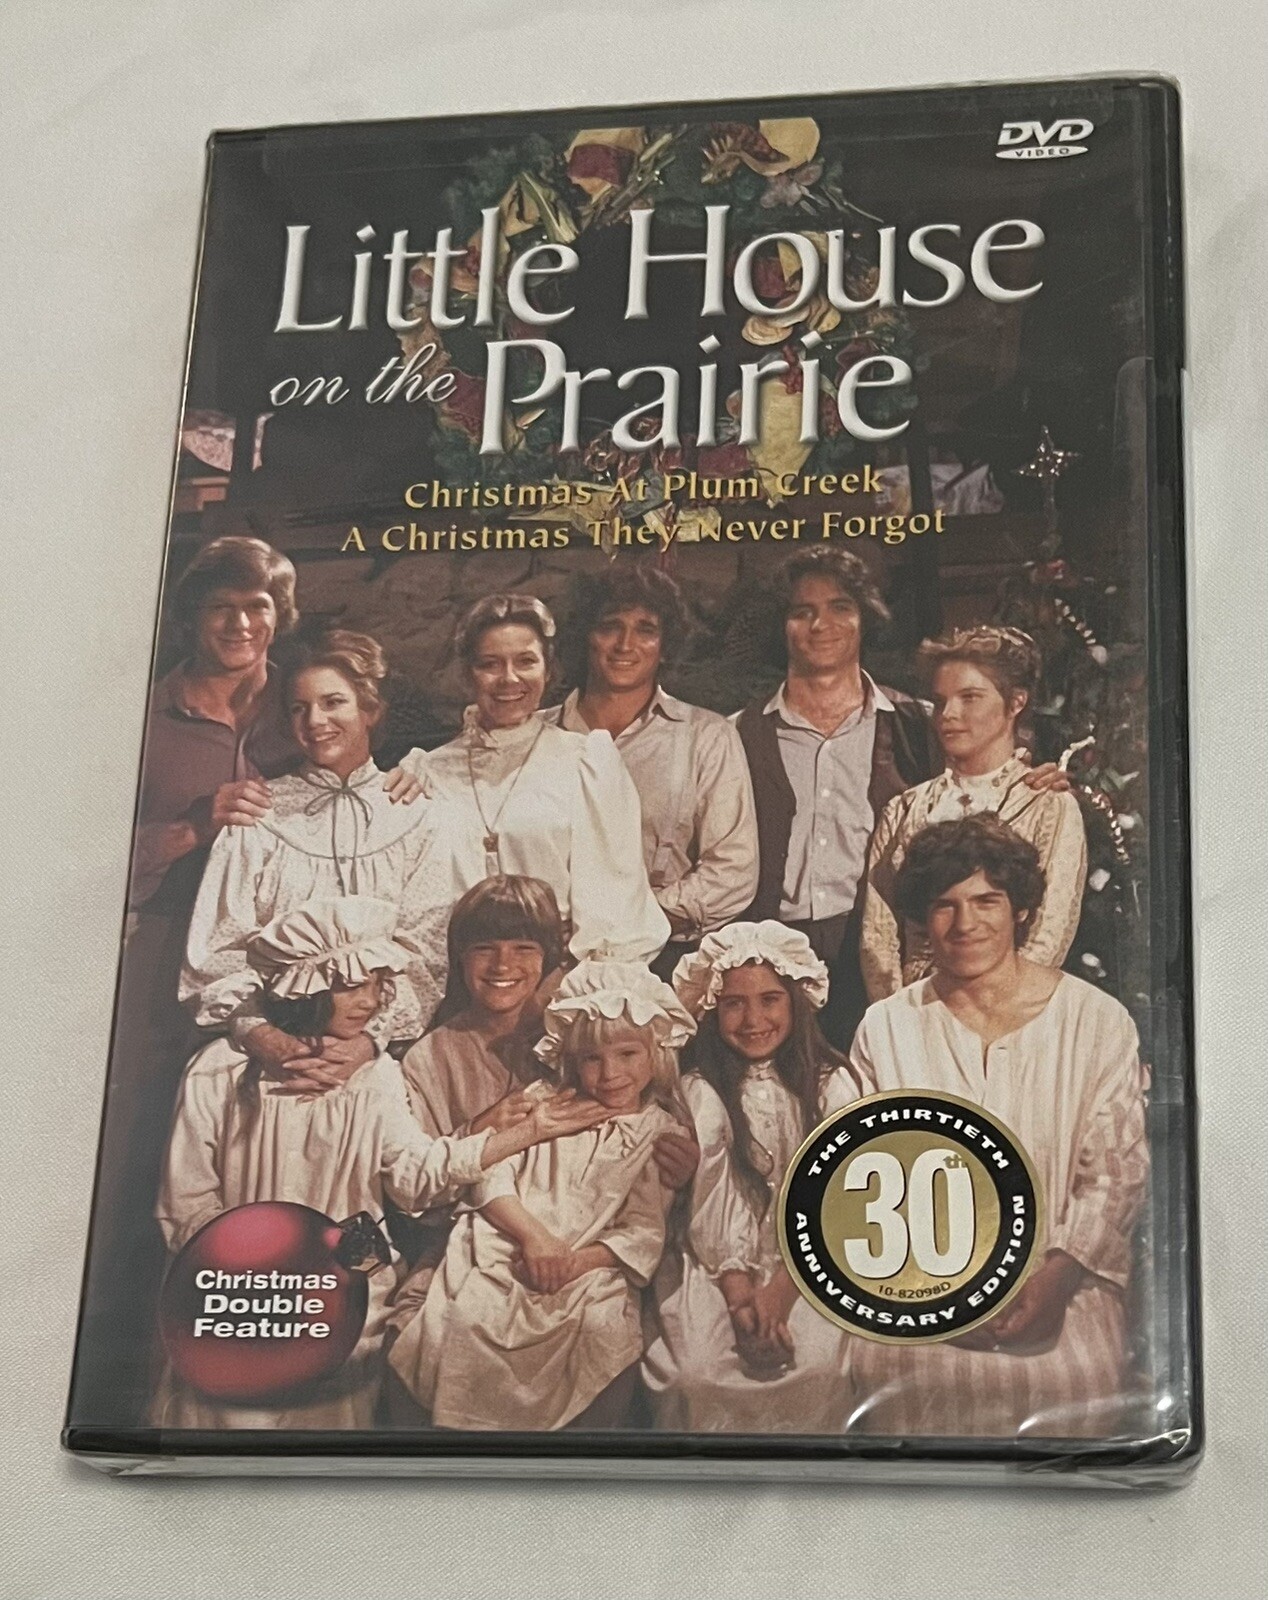 DVD
VIDEO
Little House
on the Prairie
Christmas At Plum Creek
A Christmas They Never Forgot
Christmas
Double
Feature
THE THIRTIETH
30th
10-82098D
ANNIVERSARY EDITION